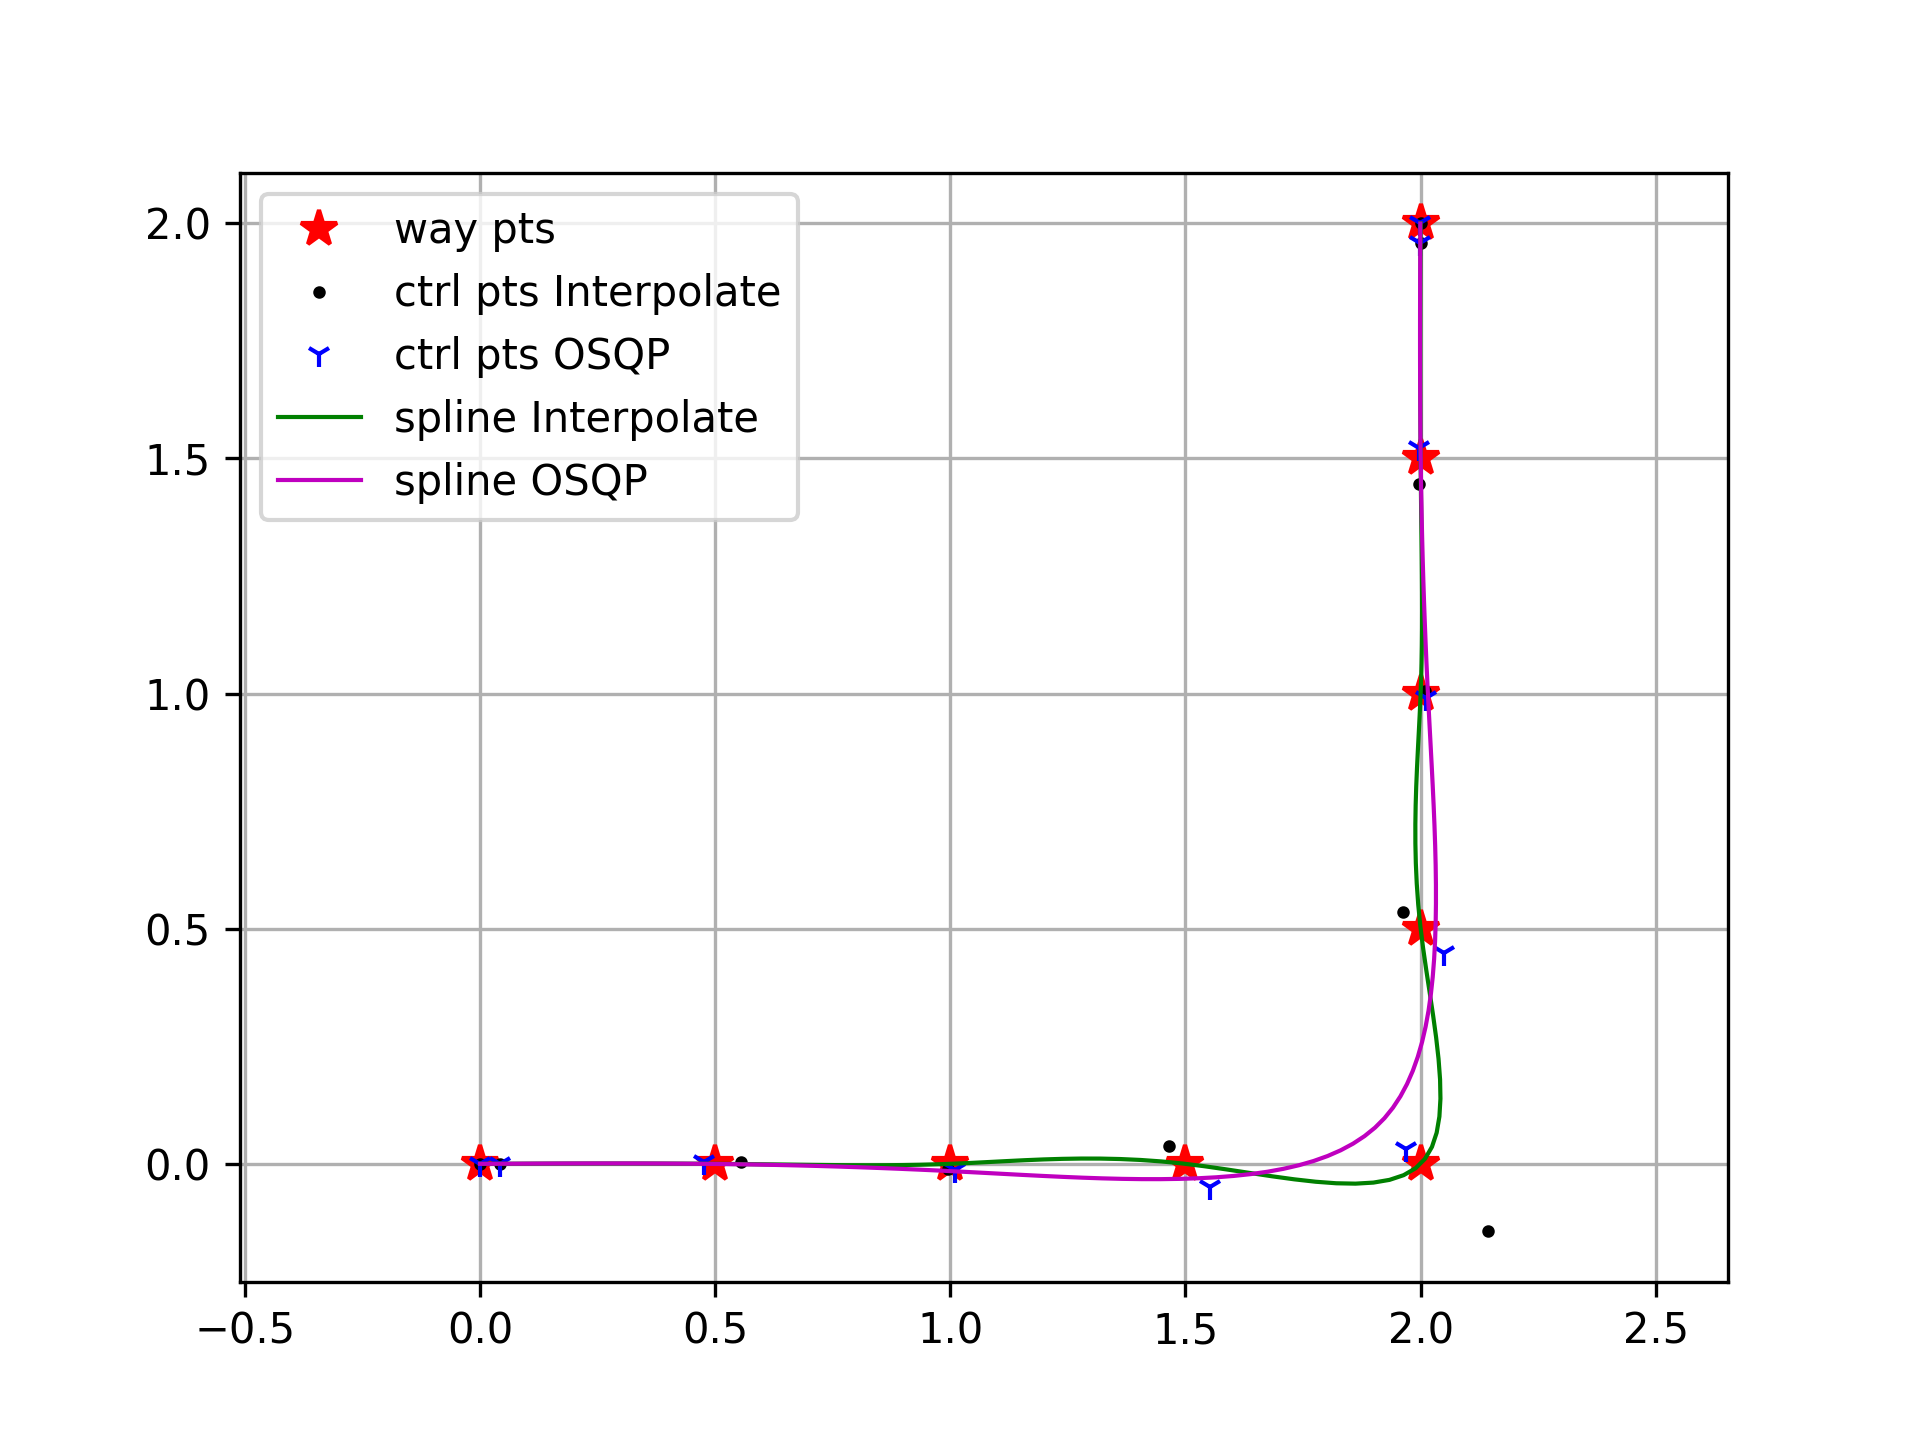 way pts
ctrl pts Interpolate
ctrl pts OSQP
spline Interpolate
spline OSQP
2.0
1.5
1.0
0.5
0.0
−0.5 0.0 0.5 1.0 1.5 2.0 2.5